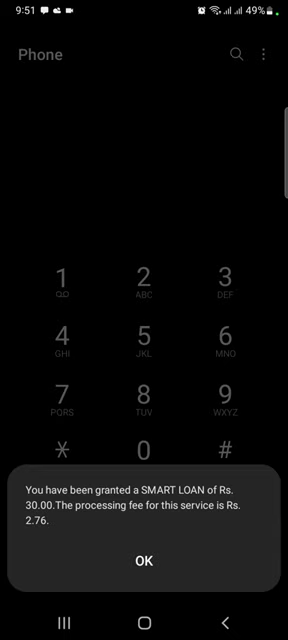 9:51
49%
Phone
1 2 3
ABC DEF
4 5 6
GHI JKL MNO
7 8 9
PQRS TUV WXYZ
* 0 #
You have been granted a SMART LOAN of Rs.
30.00.The processing fee for this service is Rs.
2.76.
OK